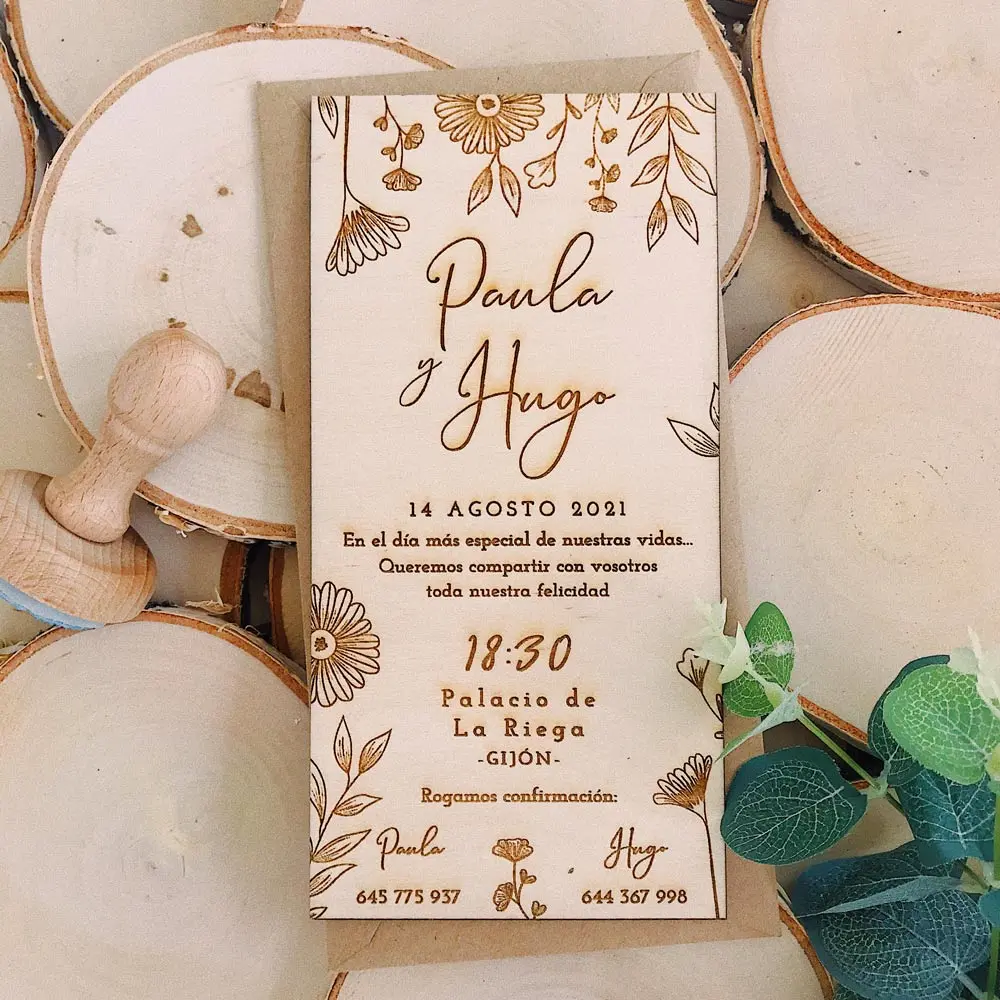 Paula
y Hugo
14 AGOSTO 2021
En el día más especial de nuestras vidas...
Queremos compartir con vosotros
toda nuestra felicidad
18:30
Palacio de
La Riega
-GIJÓN-
Rogamos confirmación:
Paula Hugo
645 775 937 644 367 998